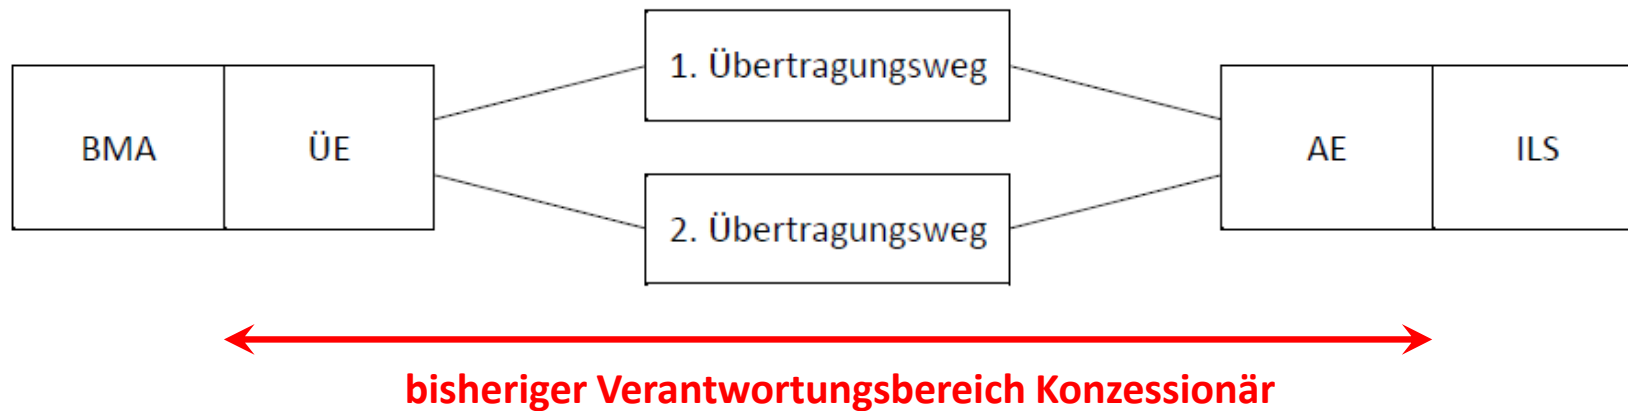 1. Übertragungsweg
BMA
ÜE
AE
ILS
2. Übertragungsweg
bisheriger Verantwortungsbereich Konzessionär